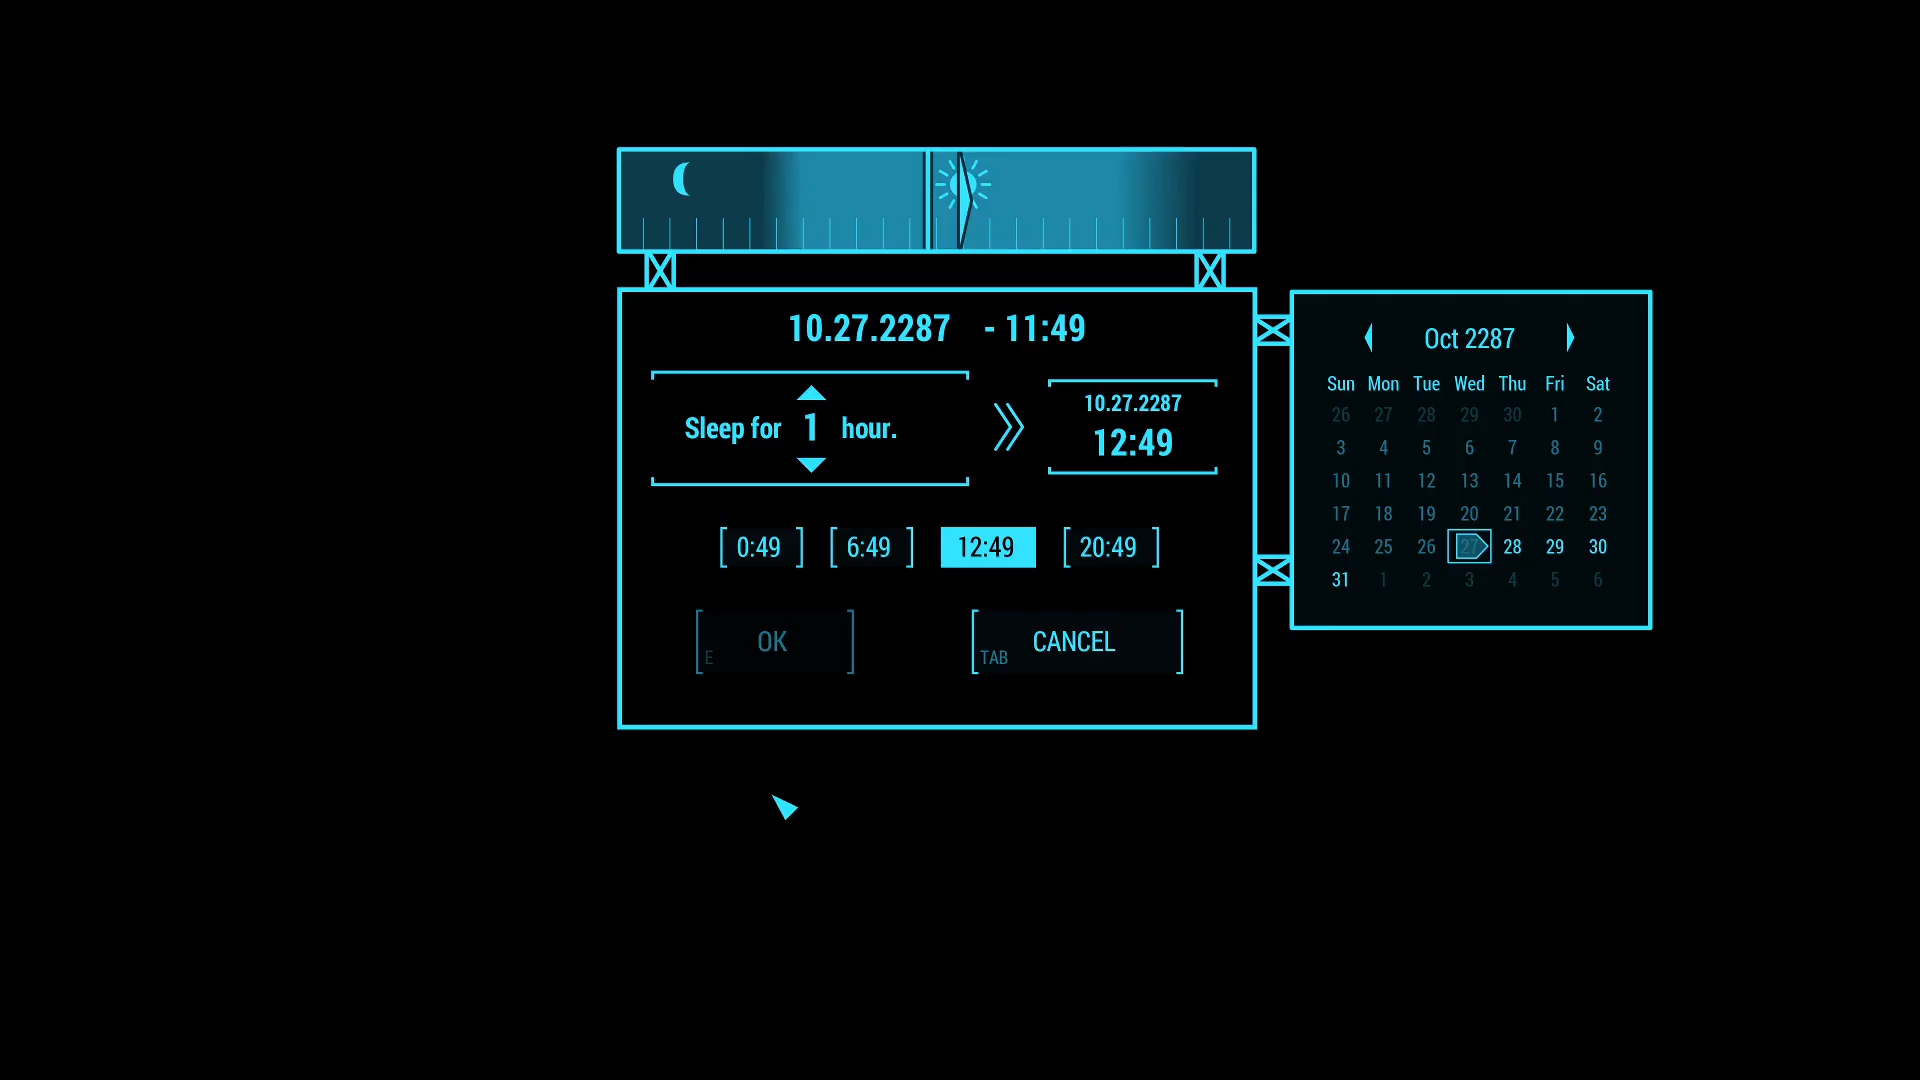 10.27.2287 - 11:49
Sleep for 1 hour.
10.27.2287
12:49
0:49 6:49 12:49 20:49
E OK
TAB CANCEL
Oct 2287
Sun Mon Tue Wed Thu Fri Sat
26 27 28 29 30 1 2
3 4 5 6 7 8 9
10 11 12 13 14 15 16
17 18 19 20 21 22 23
24 25 26 27 28 29 30
31 1 2 3 4 5 6